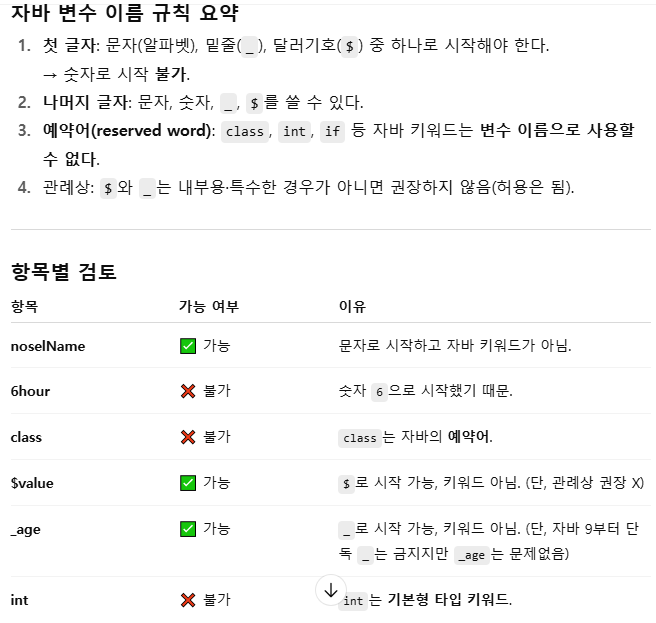 자바 변수 이름 규칙 요약
1. 첫 글자: 문자(알파벳), 밑줄(_), 달러기호($) 중 하나로 시작해야 한다.
→ 숫자로 시작 불가.
2. 나머지 글자: 문자, 숫자, _, $를 쓸 수 있다.
3. 예약어(reserved word): class, int, if 등 자바 키워드는 변수 이름으로 사용할
수 없다.
4. 관례상: $와 _는 내부용·특수한 경우가 아니면 권장하지 않음(허용은 됨).
항목별 검토
항목 가능 여부 이유
noselName ✅ 가능 문자로 시작하고 자바 키워드가 아님.
6hour ❌ 불가 숫자 6으로 시작했기 때문.
class ❌ 불가 class는 자바의 예약어.
$value ✅ 가능 $로 시작 가능, 키워드 아님. (단, 관례상 권장 X)
_age ✅ 가능 _로 시작 가능, 키워드 아님. (단, 자바 9부터 단
독 _는 금지지만 _age는 문제없음)
int ❌ 불가 int는 기본형 타입 키워드.